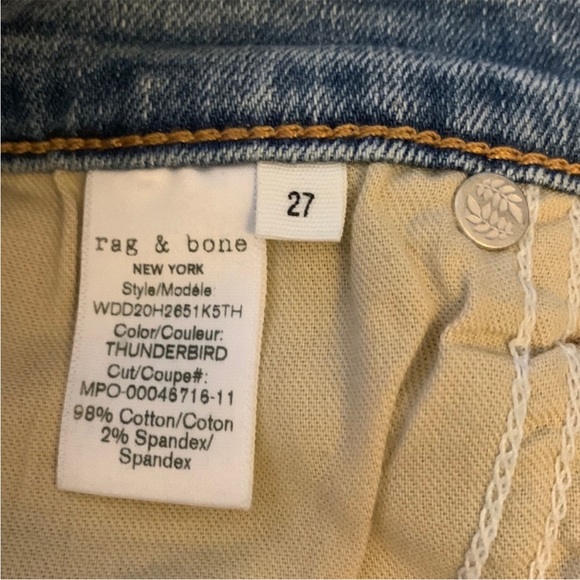 27
rag & bone
NEW YORK
Style/Modéle:
WDD20H2651K5TH
Color/Couleur:
THUNDERBIRD
Cut/Coupe#:
MPO-00046716-11
98% Cotton/Coton
2% Spandex/
Spandex